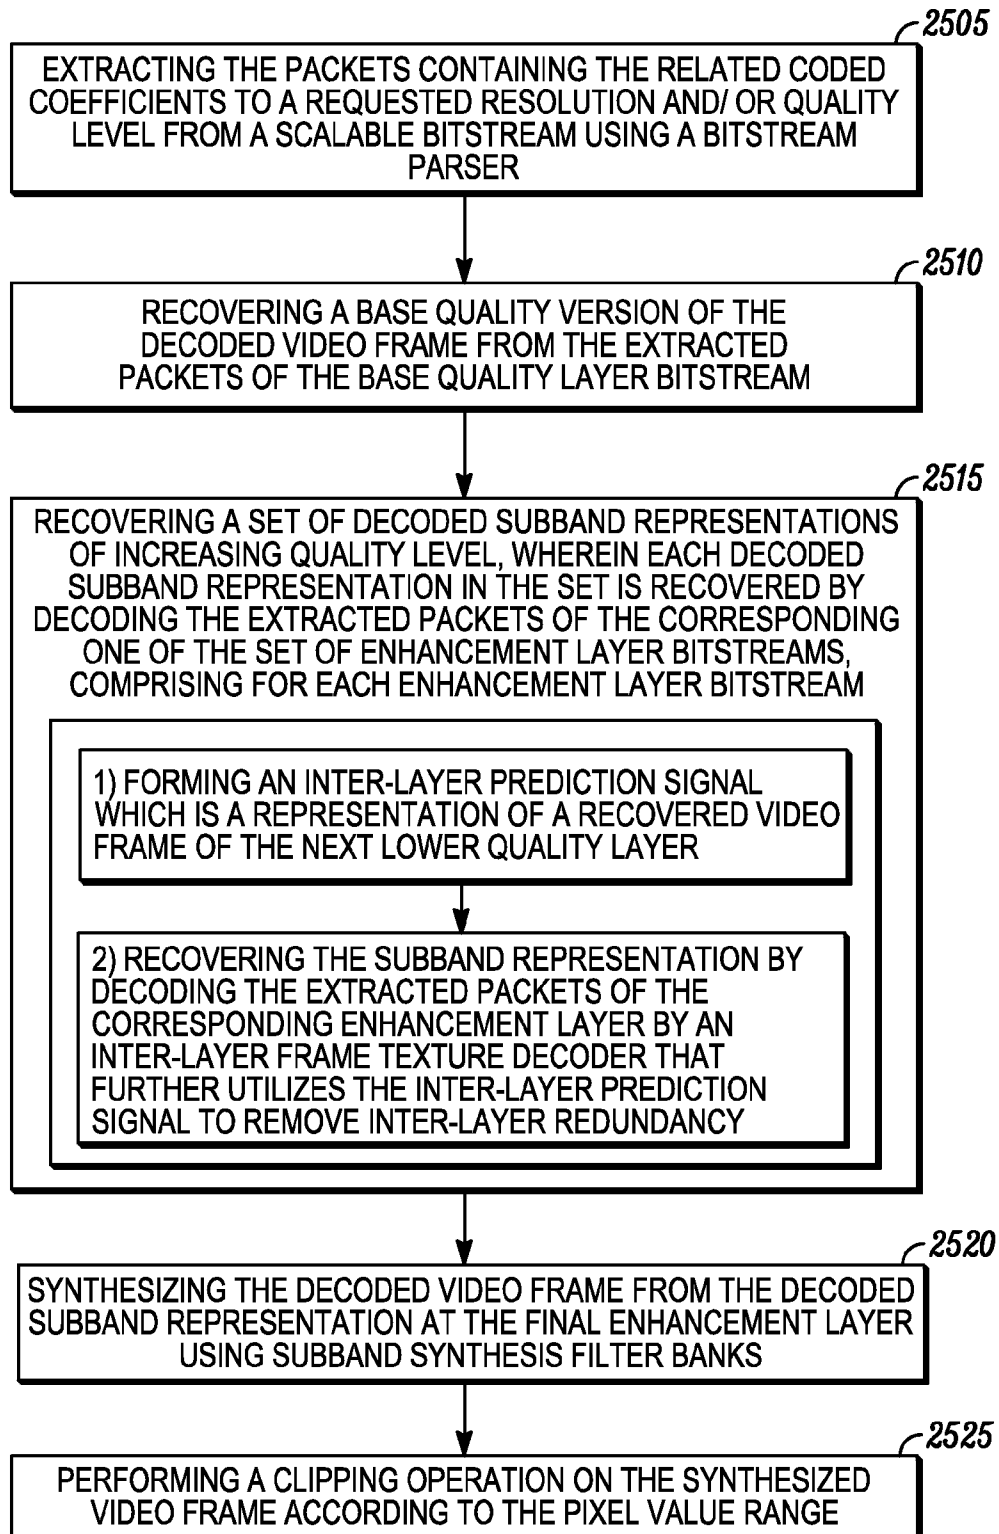 2505
EXTRACTING THE PACKETS CONTAINING THE RELATED CODED
COEFFICIENTS TO A REQUESTED RESOLUTION AND/ OR QUALITY
LEVEL FROM A SCALABLE BITSTREAM USING A BITSTREAM
PARSER
2510
RECOVERING A BASE QUALITY VERSION OF THE
DECODED VIDEO FRAME FROM THE EXTRACTED
PACKETS OF THE BASE QUALITY LAYER BITSTREAM
2515
RECOVERING A SET OF DECODED SUBBAND REPRESENTATIONS
OF INCREASING QUALITY LEVEL, WHEREIN EACH DECODED
SUBBAND REPRESENTATION IN THE SET IS RECOVERED BY
DECODING THE EXTRACTED PACKETS OF THE CORRESPONDING
ONE OF THE SET OF ENHANCEMENT LAYER BITSTREAMS,
COMPRISING FOR EACH ENHANCEMENT LAYER BITSTREAM
1) FORMING AN INTER-LAYER PREDICTION SIGNAL
WHICH IS A REPRESENTATION OF A RECOVERED VIDEO
FRAME OF THE NEXT LOWER QUALITY LAYER
2) RECOVERING THE SUBBAND REPRESENTATION BY
DECODING THE EXTRACTED PACKETS OF THE
CORRESPONDING ENHANCEMENT LAYER BY AN
INTER-LAYER FRAME TEXTURE DECODER THAT
FURTHER UTILIZES THE INTER-LAYER PREDICTION
SIGNAL TO REMOVE INTER-LAYER REDUNDANCY
2520
SYNTHESIZING THE DECODED VIDEO FRAME FROM THE DECODED
SUBBAND REPRESENTATION AT THE FINAL ENHANCEMENT LAYER
USING SUBBAND SYNTHESIS FILTER BANKS
2525
PERFORMING A CLIPPING OPERATION ON THE SYNTHESIZED
VIDEO FRAME ACCORDING TO THE PIXEL VALUE RANGE